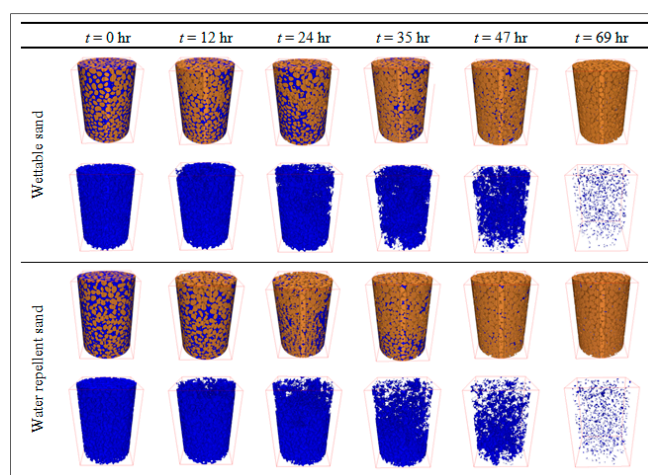 t = 0 hr t = 12 hr t = 24 hr t = 35 hr t = 47 hr t = 69 hr
Wettable sand
Water repellent sand